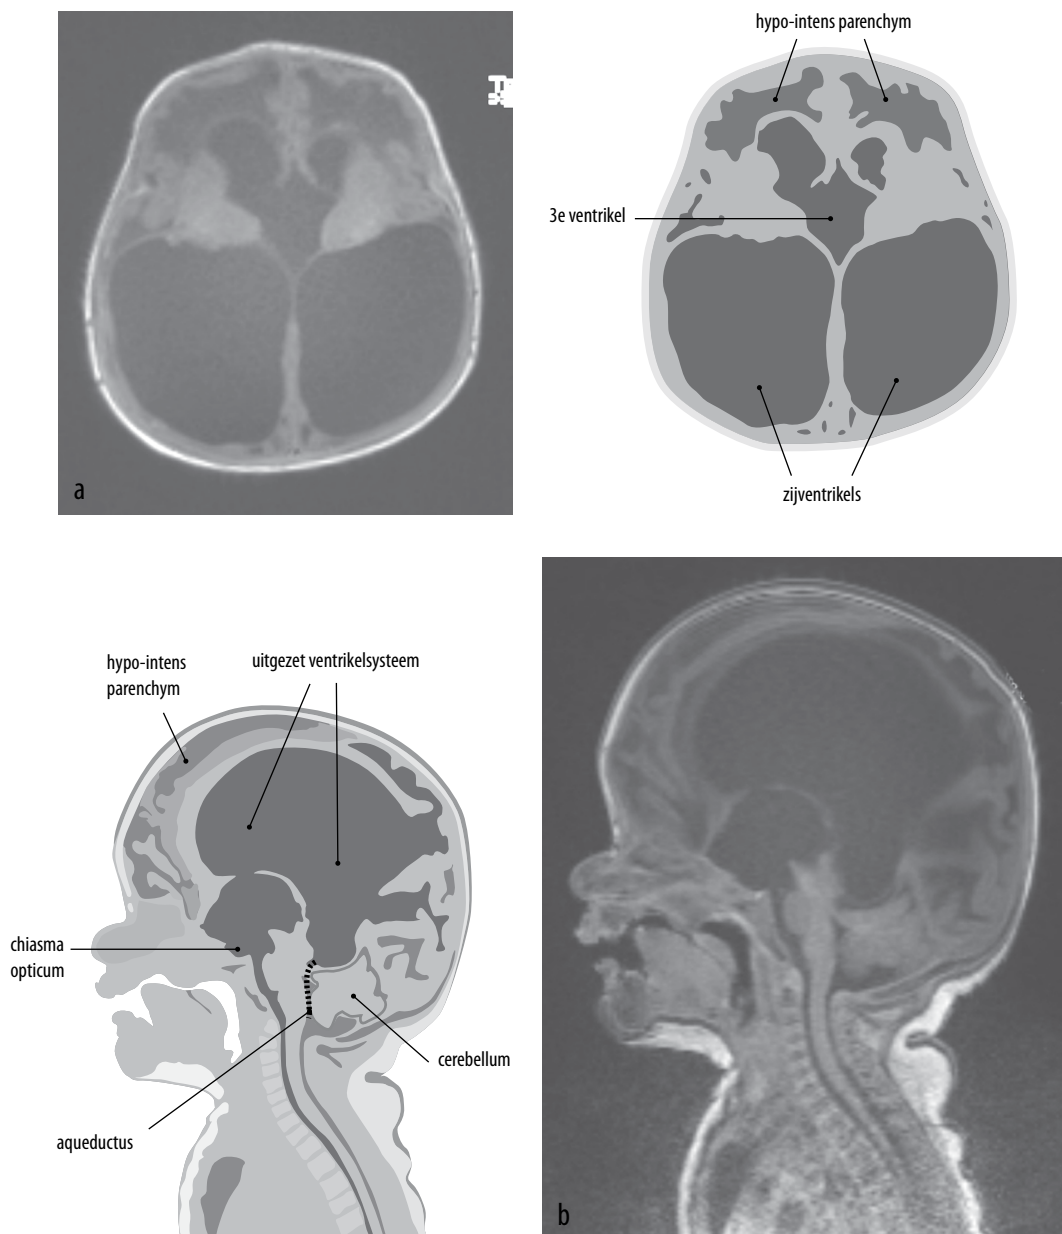 hypo-intens parenchym
3e ventrikel
zijventrikels
a
hypo-intens
parenchym
uitgezet ventrikelsysteem
chiasma
opticum
cerebellum
aqueductus
b